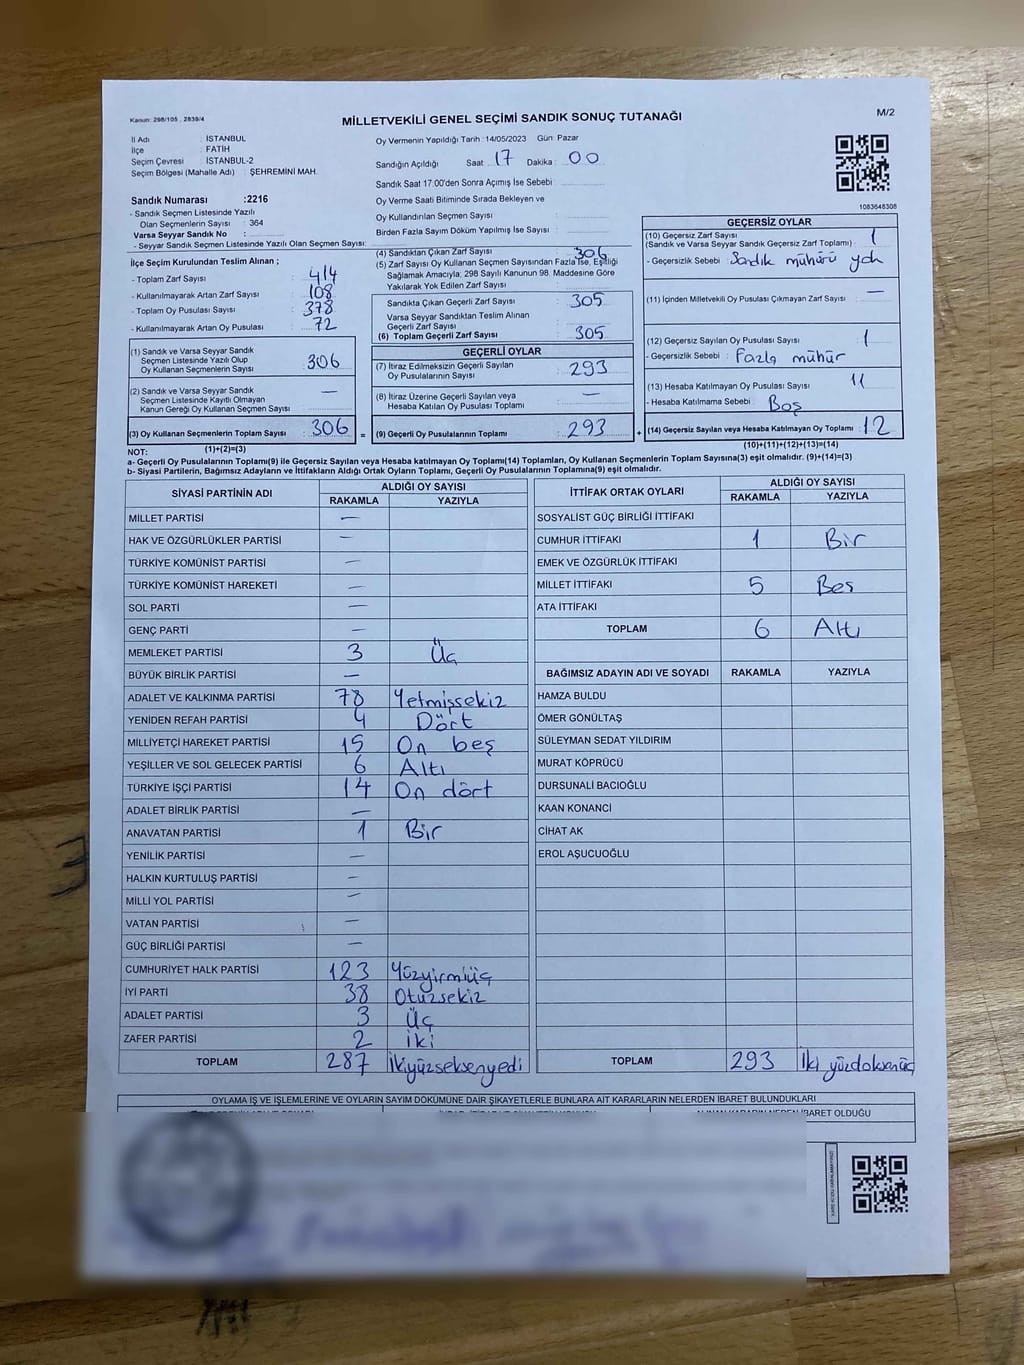 Kanun: 298/105 , 2839/4
MİLLETVEKİLİ GENEL SEÇİMİ SANDIK SONUÇ TUTANAĞI
M/2
İl Adı : İSTANBUL
İlçe : FATİH
Seçim Çevresi : İSTANBUL-2
Seçim Bölgesi (Mahalle Adı) : ŞEHREMİNİ MAH.
Sandık Numarası :2216
- Sandık Seçmen Listesinde Yazılı
Olan Seçmenlerin Sayısı : 364
Varsa Seyyar Sandık No :
- Seyyar Sandık Seçmen Listesinde Yazılı Olan Seçmen Sayısı:
Oy Vermenin Yapıldığı Tarih :14/05/2023 Gün: Pazar
Sandığın Açıldığı Saat 17 Dakika 00
Sandık Saat 17:00'den Sonra Açımış İse Sebebi :
Oy Verme Saati Bitiminde Sırada Bekleyen ve
Oy Kullandırılan Seçmen Sayısı :
Birden Fazla Sayım Döküm Yapılmış İse Sayısı :
1083648308
İlçe Seçim Kurulundan Teslim Alınan ;
- Toplam Zarf Sayısı : 414
- Kullanılmayarak Artan Zarf Sayısı : 108
- Toplam Oy Pusulası Sayısı : 378
- Kullanılmayarak Artan Oy Pusulası : 72
(1) Sandık ve Varsa Seyyar Sandık
Seçmen Listesinde Yazılı Olup
Oy Kullanan Seçmenlerin Sayısı : 306
(2) Sandık ve Varsa Seyyar Sandık
Seçmen Listesinde Kayıtlı Olmayan
Kanun Gereği Oy Kullanan Seçmen Sayısı : —
(3) Oy Kullanan Seçmenlerin Toplam Sayısı : 306 =
(1)+(2)=(3)
(4) Sandıktan Çıkan Zarf Sayısı : 306
(5) Zarf Sayısı Oy Kullanan Seçmen Sayısından Fazla İse, Eşitliği
Sağlamak Amacıyla, 298 Sayılı Kanunun 98. Maddesine Göre
Yakılarak Yok Edilen Zarf Sayısı :
Sandıkta Çıkan Geçerli Zarf Sayısı : 305
Varsa Seyyar Sandıktan Teslim Alınan
Geçerli Zarf Sayısı :
(6) Toplam Geçerli Zarf Sayısı : 305
GEÇERLİ OYLAR
(7) İtiraz Edilmeksizin Geçerli Sayılan
Oy Pusulalarının Sayısı : 293
(8) İtiraz Üzerine Geçerli Sayılan veya
Hesaba Katılan Oy Pusulası Toplamı : —
(9) Geçerli Oy Pusulalarının Toplamı : 293 +
GEÇERSİZ OYLAR
(10) Geçersiz Zarf Sayısı
(Sandık ve Varsa Seyyar Sandık Geçersiz Zarf Toplamı) : 1
- Geçersizlik Sebebi : Sandık mühürü yok
(11) İçinden Milletvekili Oy Pusulası Çıkmayan Zarf Sayısı : —
(12) Geçersiz Sayılan Oy Pusulası Sayısı : 1
- Geçersizlik Sebebi : Fazla mühür
(13) Hesaba Katılmayan Oy Pusulası Sayısı : 11
- Hesaba Katılmama Sebebi : Boş
(14) Geçersiz Sayılan veya Hesaba Katılmayan Oy Toplamı : 12
(10)+(11)+(12)+(13)=(14)
NOT:
a- Geçerli Oy Pusulalarının Toplamı(9) ile Geçersiz Sayılan veya Hesaba katılmayan Oy Toplamı(14) Toplamları, Oy Kullanan Seçmenlerin Toplam Sayısına(3) eşit olmalıdır. (9)+(14)=(3)
b- Siyasi Partilerin, Bağımsız Adayların ve İttifakların Aldığı Ortak Oyların Toplamı, Geçerli Oy Pusulalarının Toplamına(9) eşit olmalıdır.
SİYASİ PARTİNİN ADI ALDIĞI OY SAYISI
RAKAMLA YAZIYLA
MİLLET PARTİSİ —
HAK VE ÖZGÜRLÜKLER PARTİSİ —
TÜRKİYE KOMÜNİST PARTİSİ —
TÜRKİYE KOMÜNİST HAREKETİ —
SOL PARTİ —
GENÇ PARTİ —
MEMLEKET PARTİSİ 3 Üç
BÜYÜK BİRLİK PARTİSİ —
ADALET VE KALKINMA PARTİSİ 78 Yetmişsekiz
YENİDEN REFAH PARTİSİ 4 Dört
MİLLİYETÇİ HAREKET PARTİSİ 15 On beş
YEŞİLLER VE SOL GELECEK PARTİSİ 6 Altı
TÜRKİYE İŞÇİ PARTİSİ 14 On dört
ADALET BİRLİK PARTİSİ —
ANAVATAN PARTİSİ 1 Bir
YENİLİK PARTİSİ —
HALKIN KURTULUŞ PARTİSİ —
MİLLİ YOL PARTİSİ —
VATAN PARTİSİ —
GÜÇ BİRLİĞİ PARTİSİ —
CUMHURİYET HALK PARTİSİ 123 Yüzyirmiüç
İYİ PARTİ 38 Otuzsekiz
ADALET PARTİSİ 3 Üç
ZAFER PARTİSİ 2 iki
TOPLAM 287 İkiyüzseksenyedi
İTTİFAK ORTAK OYLARI ALDIĞI OY SAYISI
RAKAMLA YAZIYLA
SOSYALİST GÜÇ BİRLİĞİ İTTİFAKI
CUMHUR İTTİFAKI 1 Bir
EMEK VE ÖZGÜRLÜK İTTİFAKI
MİLLET İTTİFAKI 5 Beş
ATA İTTİFAKI
TOPLAM 6 Altı
BAĞIMSIZ ADAYIN ADI VE SOYADI RAKAMLA YAZIYLA
HAMZA BULDU
ÖMER GÖNÜLTAŞ
SÜLEYMAN SEDAT YILDIRIM
MURAT KÖPRÜCÜ
DURSUNALİ BACIOĞLU
KAAN KONANCİ
CİHAT AK
EROL AŞUCUOĞLU
TOPLAM 293 İki yüzdoksanüç
OYLAMA İŞ VE İŞLEMLERİNE VE OYLARIN SAYIM DÖKÜMÜNE DAİR ŞİKAYETLERLE BUNLARA AİT KARARLARIN NELERDEN İBARET BULUNDUKLARI
ALINAN KARARIN NEDEN İBARET OLDUĞU